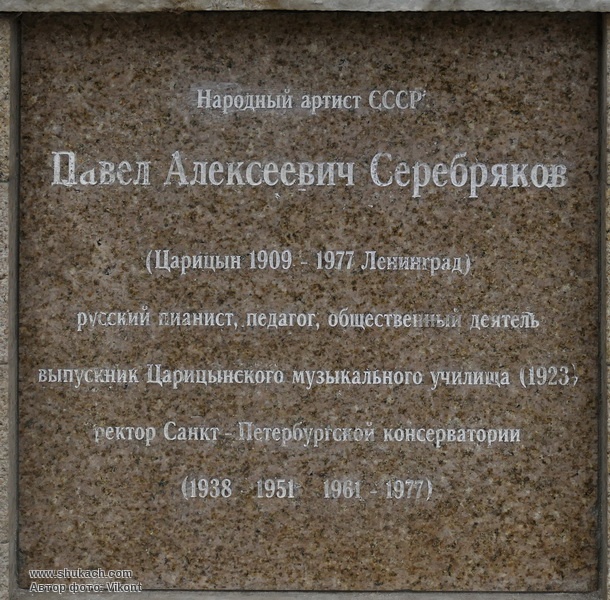 Народный артист СССР
Павел Алексеевич Серебряков
(Царицын 1909 - 1977 Ленинград)
русский пианист, педагог, общественный деятель
выпускник Царицынского музыкального училища (1923)
ректор Санкт - Петербургской консерватории
(1938 - 1951 1961 - 1977)
www.shukach.com
Автор фото: Vikont